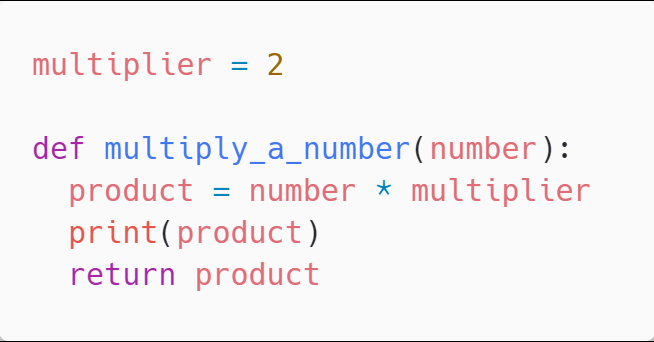 multiplier = 2

def multiply_a_number(number):
  product = number * multiplier
  print(product)
  return product